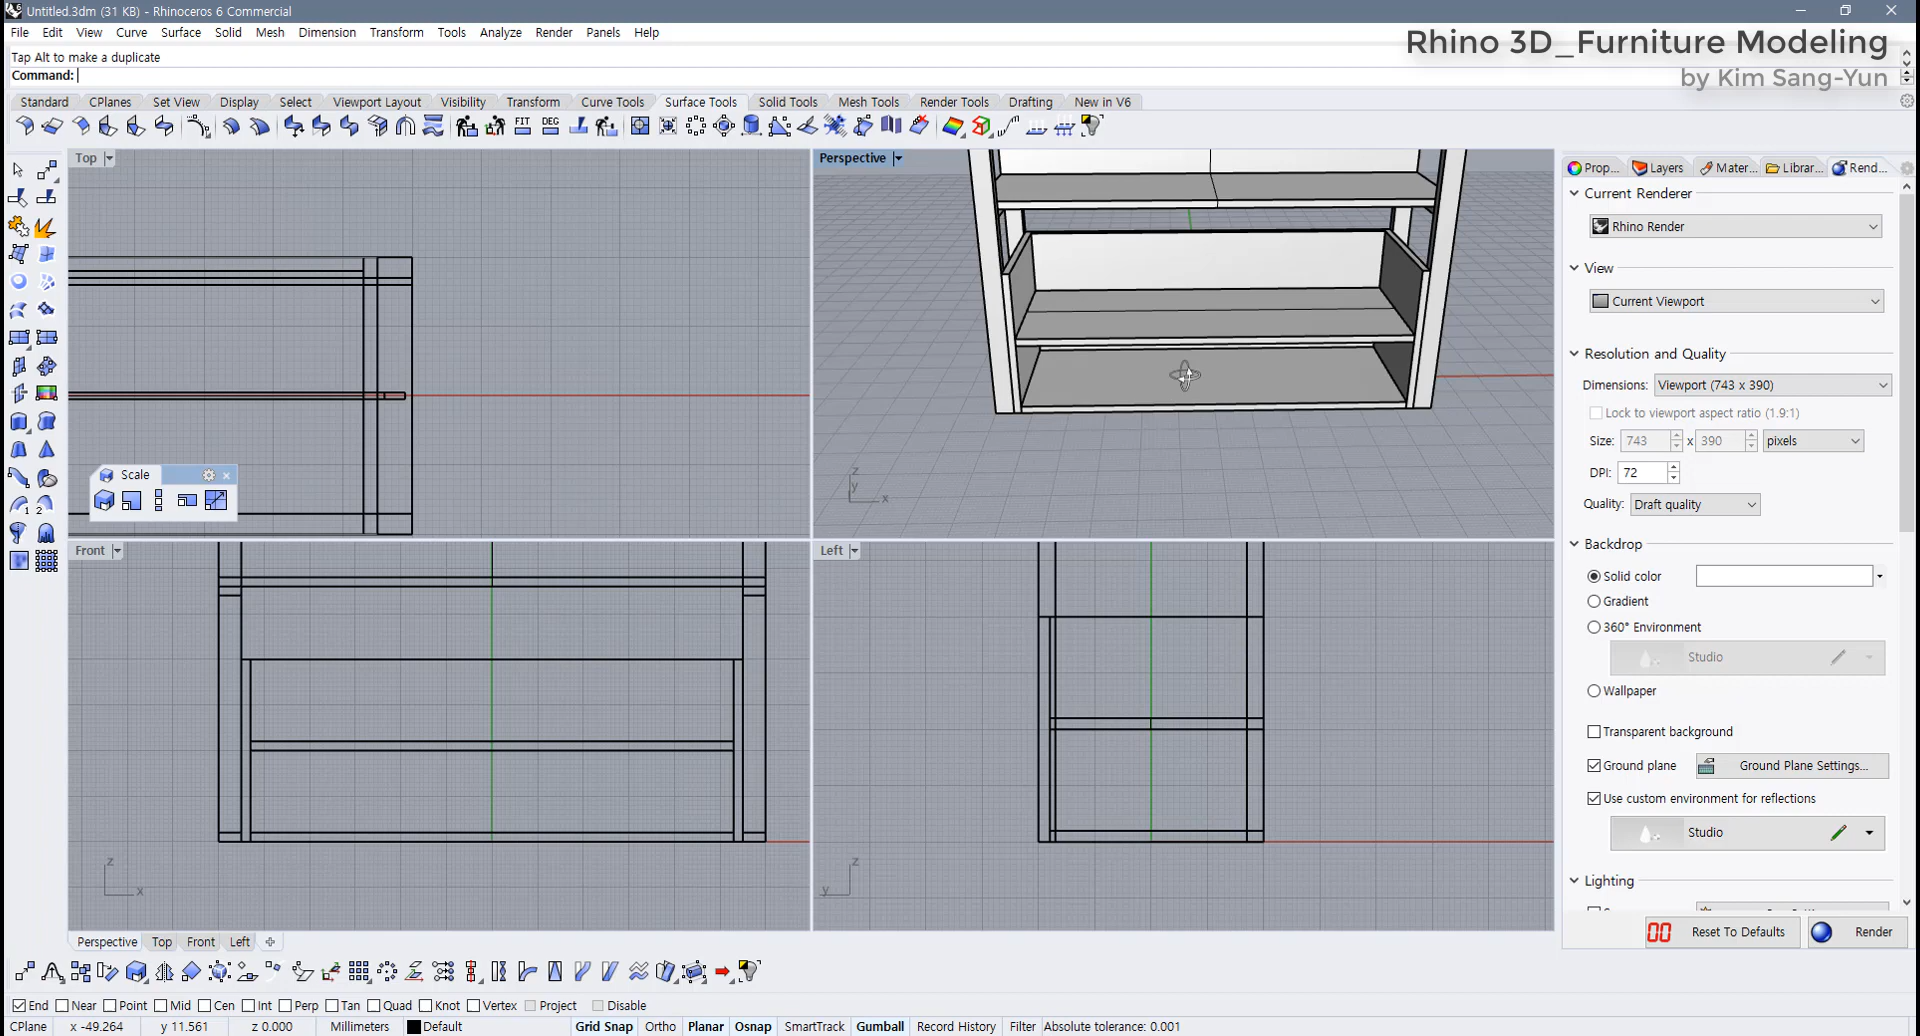 Untitled.3dm (31 KB) - Rhinoceros 6 Commercial
File Edit View Curve Surface Solid Mesh Dimension Transform Tools Analyze Render Panels Help
Rhino 3D_Furniture Modeling
by Kim Sang-Yun
Tap Alt to make a duplicate
Command:
Standard CPlanes Set View Display Select Viewport Layout Visibility Transform Curve Tools Surface Tools Solid Tools Mesh Tools Render Tools Drafting New in V6
FIT DEG
Top
Perspective
Scale
Front
Left
z
y
x
z
x
z
y
1 2
Prop... Layers Mater... Librar... Rend...
Current Renderer
Rhino Render
View
Current Viewport
Resolution and Quality
Dimensions: Viewport (743 x 390)
Lock to viewport aspect ratio (1.9:1)
Size: 743 x 390 pixels
DPI: 72
Quality: Draft quality
Backdrop
Solid color
Gradient
360° Environment
Studio
Wallpaper
Transparent background
Ground plane Ground Plane Settings...
Use custom environment for reflections
Studio
Lighting
Reset To Defaults Render
Perspective Top Front Left
End Near Point Mid Cen Int Perp Tan Quad Knot Vertex Project Disable
CPlane x -49.264 y 11.561 z 0.000 Millimeters Default Grid Snap Ortho Planar Osnap SmartTrack Gumball Record History Filter Absolute tolerance: 0.001